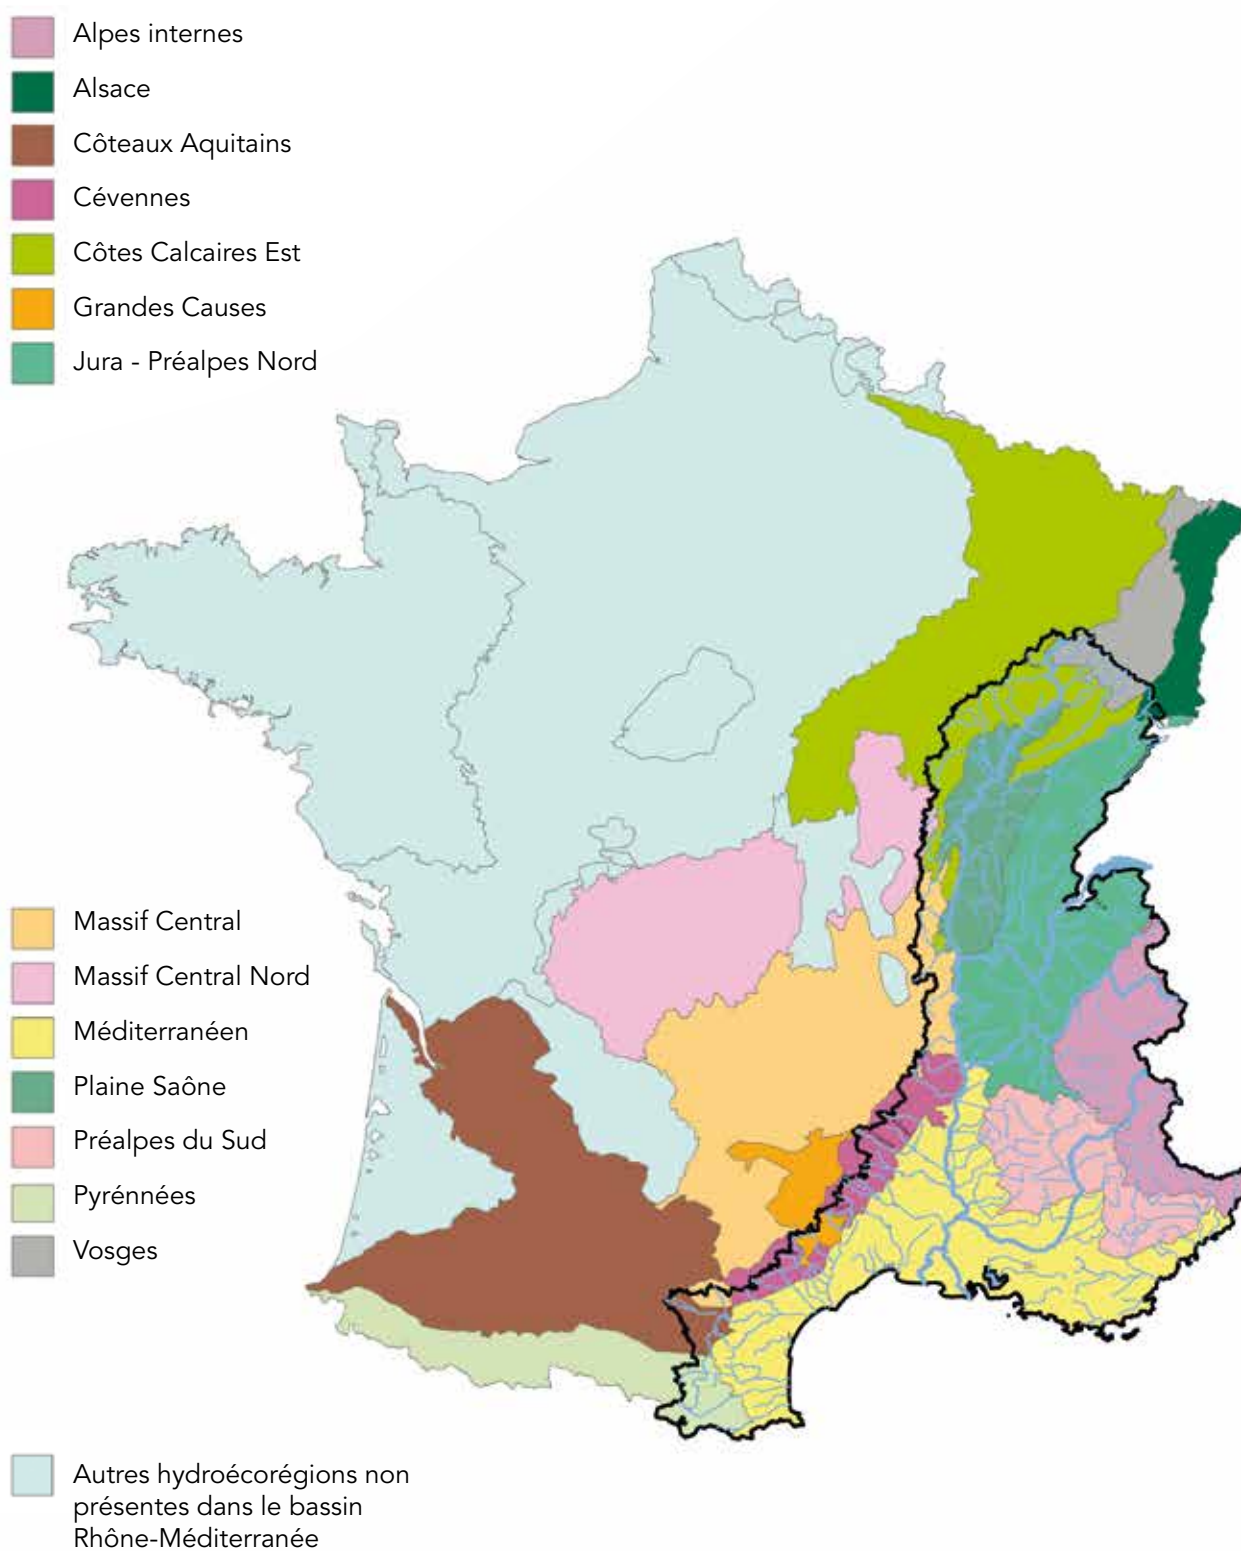 Alpes internes
Alsace
Côteaux Aquitains
Cévennes
Côtes Calcaires Est
Grandes Causes
Jura - Préalpes Nord
Massif Central
Massif Central Nord
Méditerranéen
Plaine Saône
Préalpes du Sud
Pyrénnées
Vosges
Autres hydroécorégions non
présentes dans le bassin
Rhône-Méditerranée